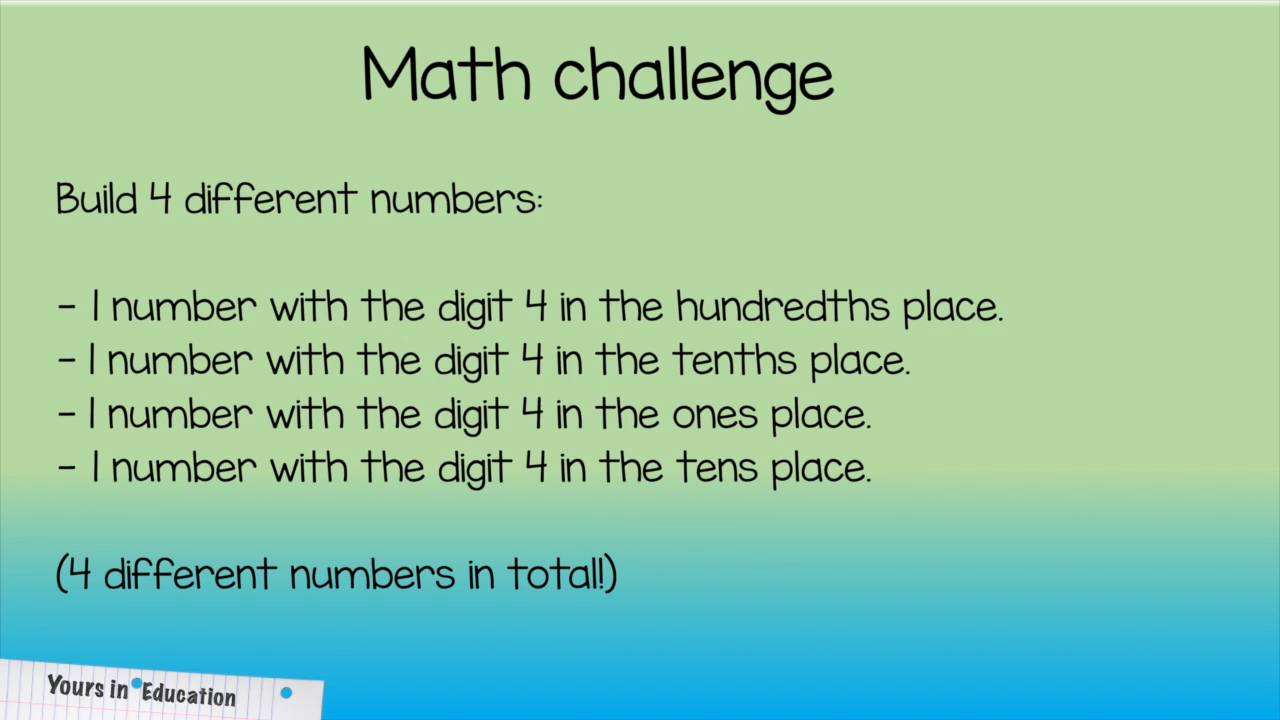 Math challenge
Build 4 different numbers:
- 1 number with the digit 4 in the hundredths place.
- 1 number with the digit 4 in the tenths place.
- 1 number with the digit 4 in the ones place.
- 1 number with the digit 4 in the tens place.
(4 different numbers in total!)
Yours in Education